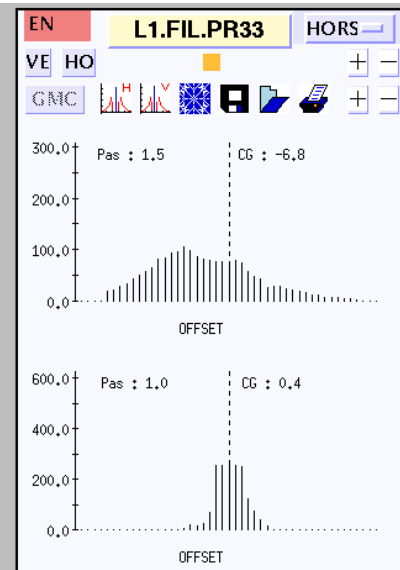 EN L1.FIL.PR33 HORS
VE HO + −
GMC H V + −
300.0 Pas : 1.5 CG : -6.8
200.0
100.0
0.0
OFFSET
600.0 Pas : 1.0 CG : 0.4
400.0
200.0
0.0
OFFSET